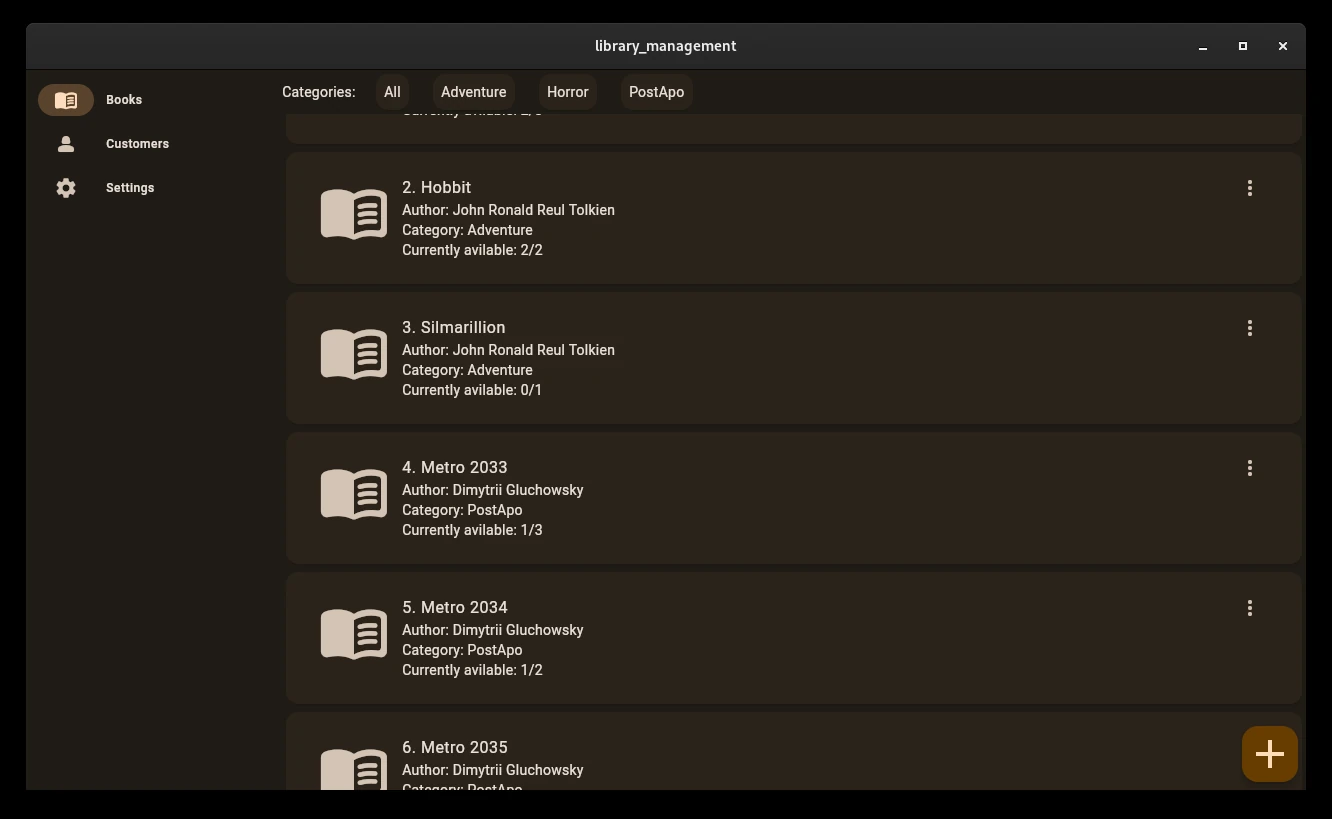 library_management
Books
Customers
Settings
Categories: All Adventure Horror PostApo
2. Hobbit
Author: John Ronald Reul Tolkien
Category: Adventure
Currently avilable: 2/2
3. Silmarillion
Author: John Ronald Reul Tolkien
Category: Adventure
Currently avilable: 0/1
4. Metro 2033
Author: Dimytrii Gluchowsky
Category: PostApo
Currently avilable: 1/3
5. Metro 2034
Author: Dimytrii Gluchowsky
Category: PostApo
Currently avilable: 1/2
6. Metro 2035
Author: Dimytrii Gluchowsky
Category: PostApo